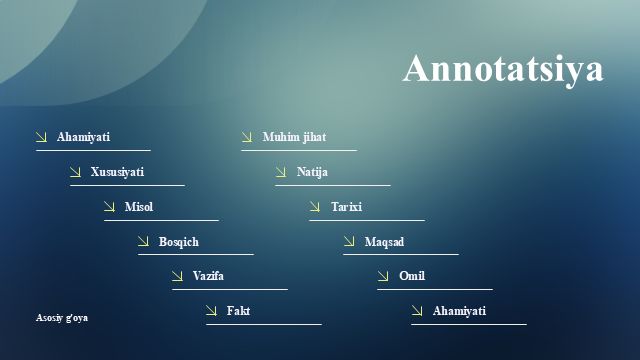 Annotatsiya
Ahamiyati
Xususiyati
Misol
Bosqich
Vazifa
Fakt
Muhim jihat
Natija
Tarixi
Maqsad
Omil
Ahamiyati
Asosiy g'oya